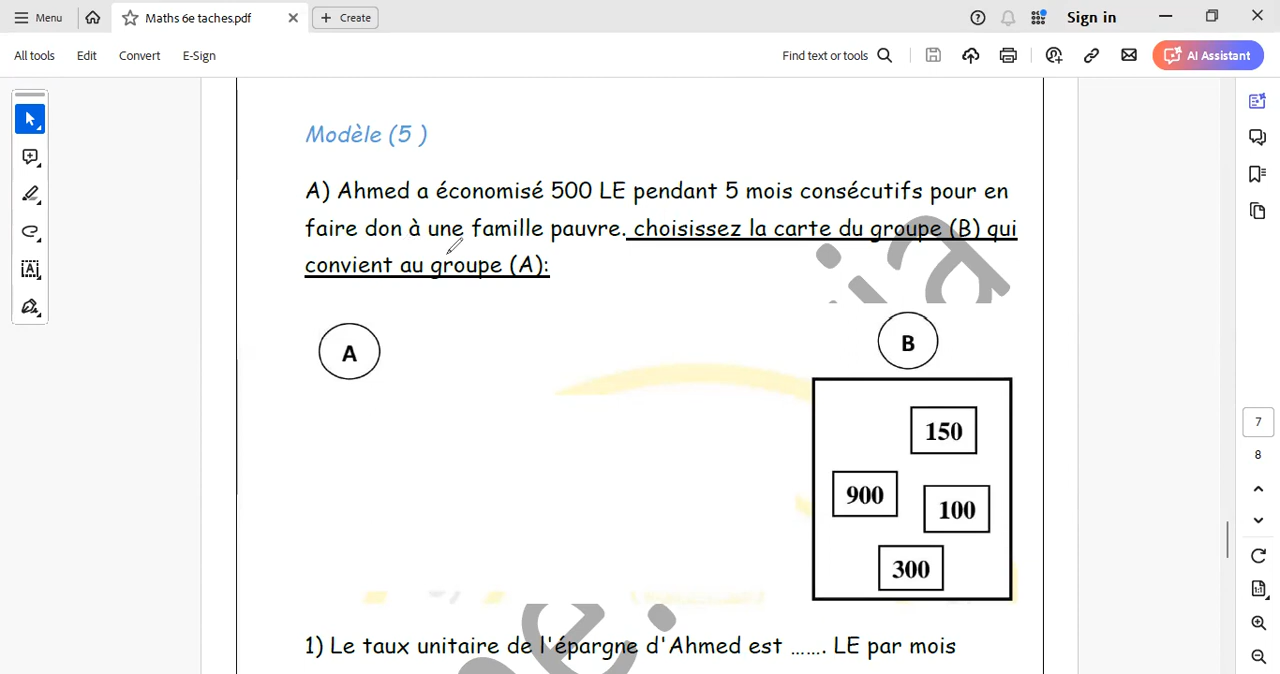 Menu
Maths 6e taches.pdf
Create
Sign in
All tools
Edit
Convert
E-Sign
Find text or tools
AI Assistant
Modèle (5 )
A) Ahmed a économisé 500 LE pendant 5 mois consécutifs pour en
faire don à une famille pauvre. choisissez la carte du groupe (B) qui
convient au groupe (A):
A
B
150
900
100
300
7
8
1) Le taux unitaire de l'épargne d'Ahmed est ……. LE par mois